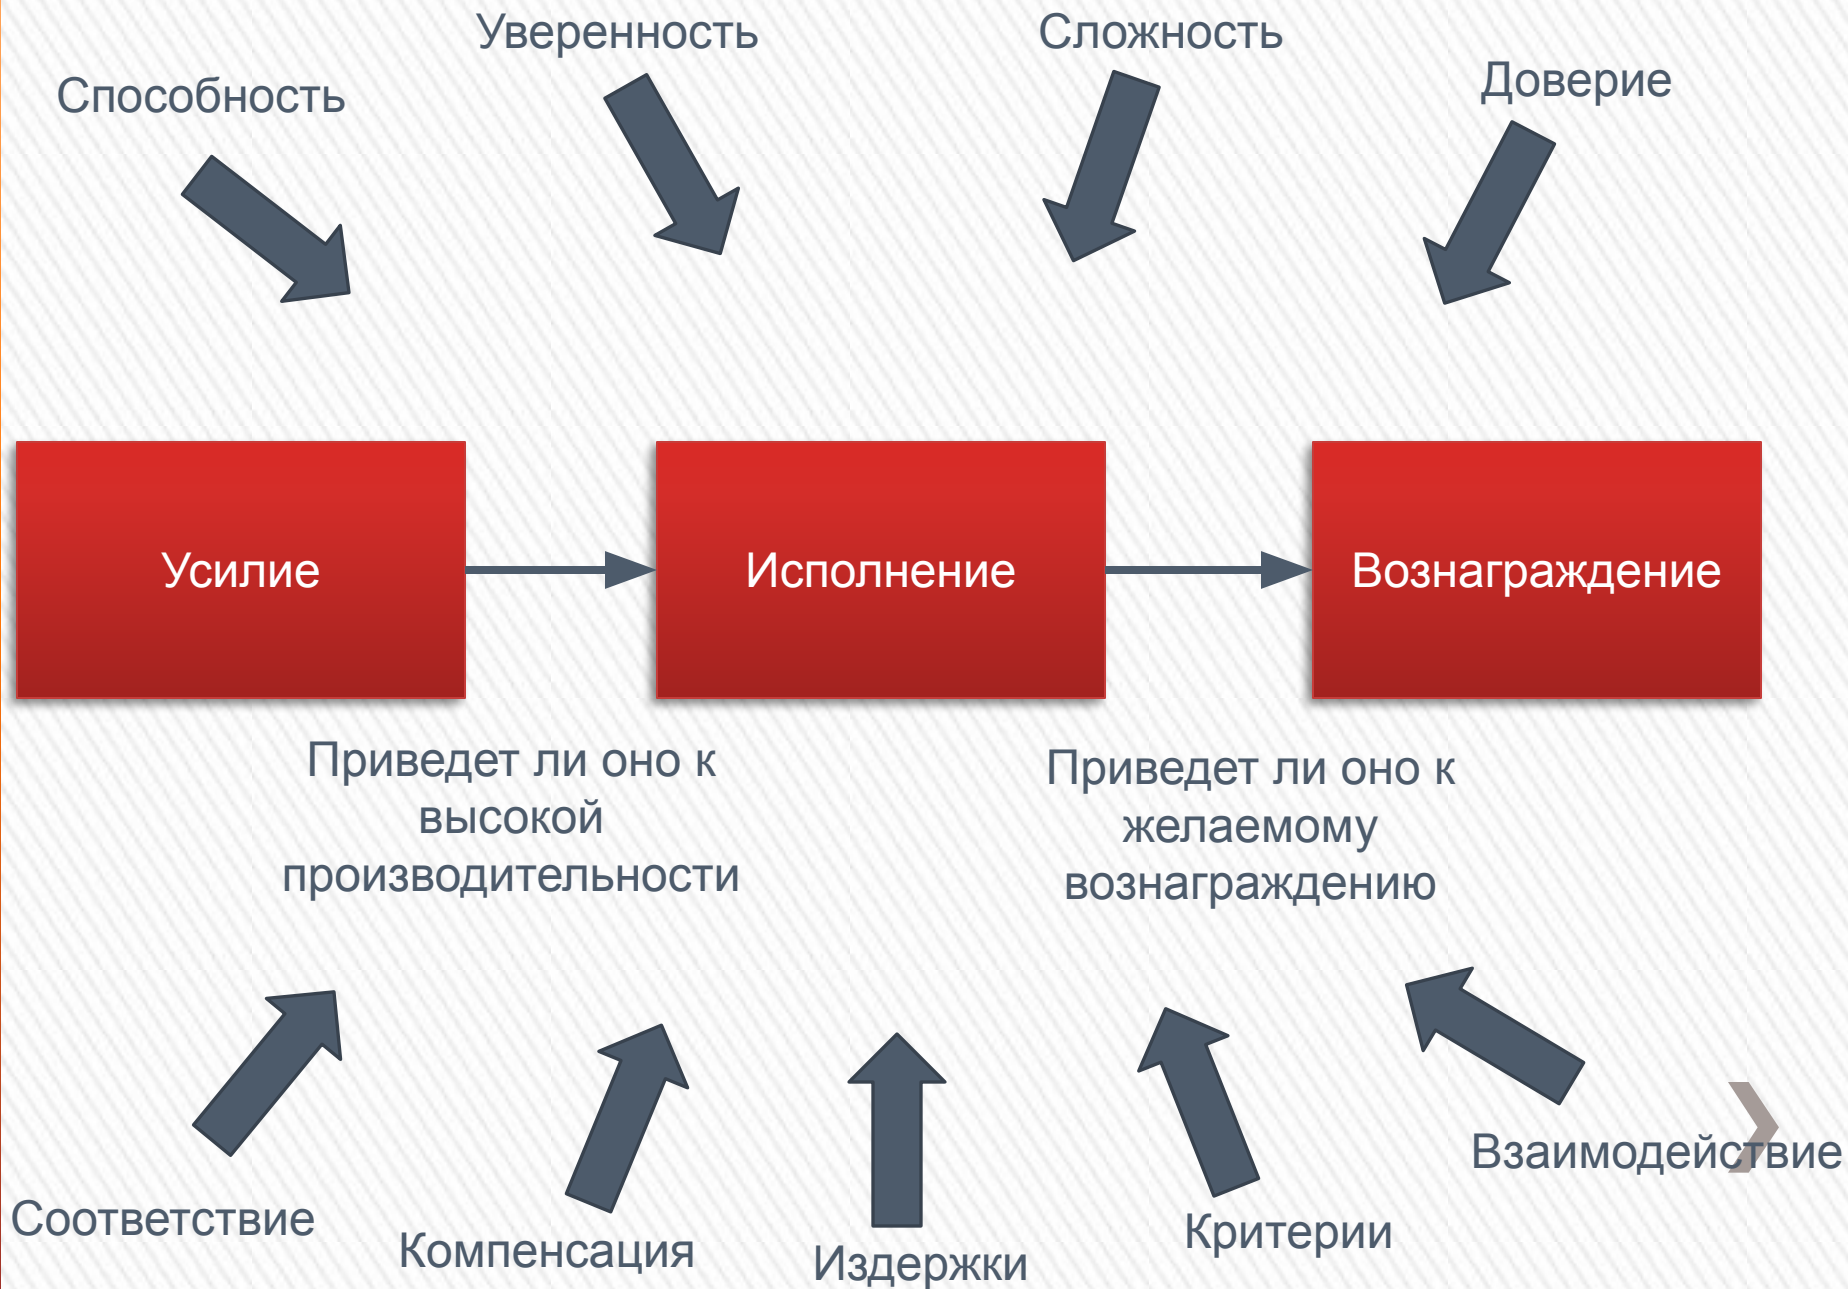 Уверенность
Сложность
Способность
Доверие
Усилие
Исполнение
Вознаграждение
Приведет ли оно к
высокой
производительности
Приведет ли оно к
желаемому
вознаграждению
Соответствие
Компенсация
Издержки
Критерии
Взаимодействие